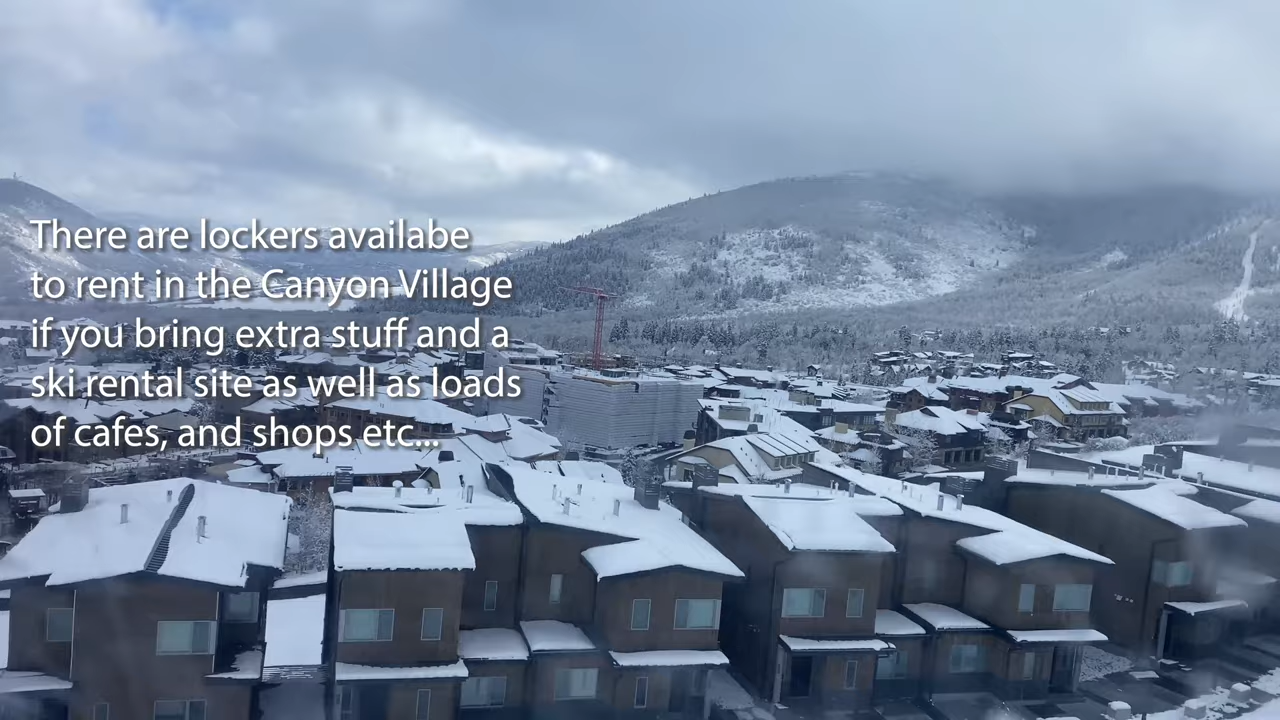 There are lockers availabe
to rent in the Canyon Village
if you bring extra stuff and a
ski rental site as well as loads
of cafes, and shops etc...